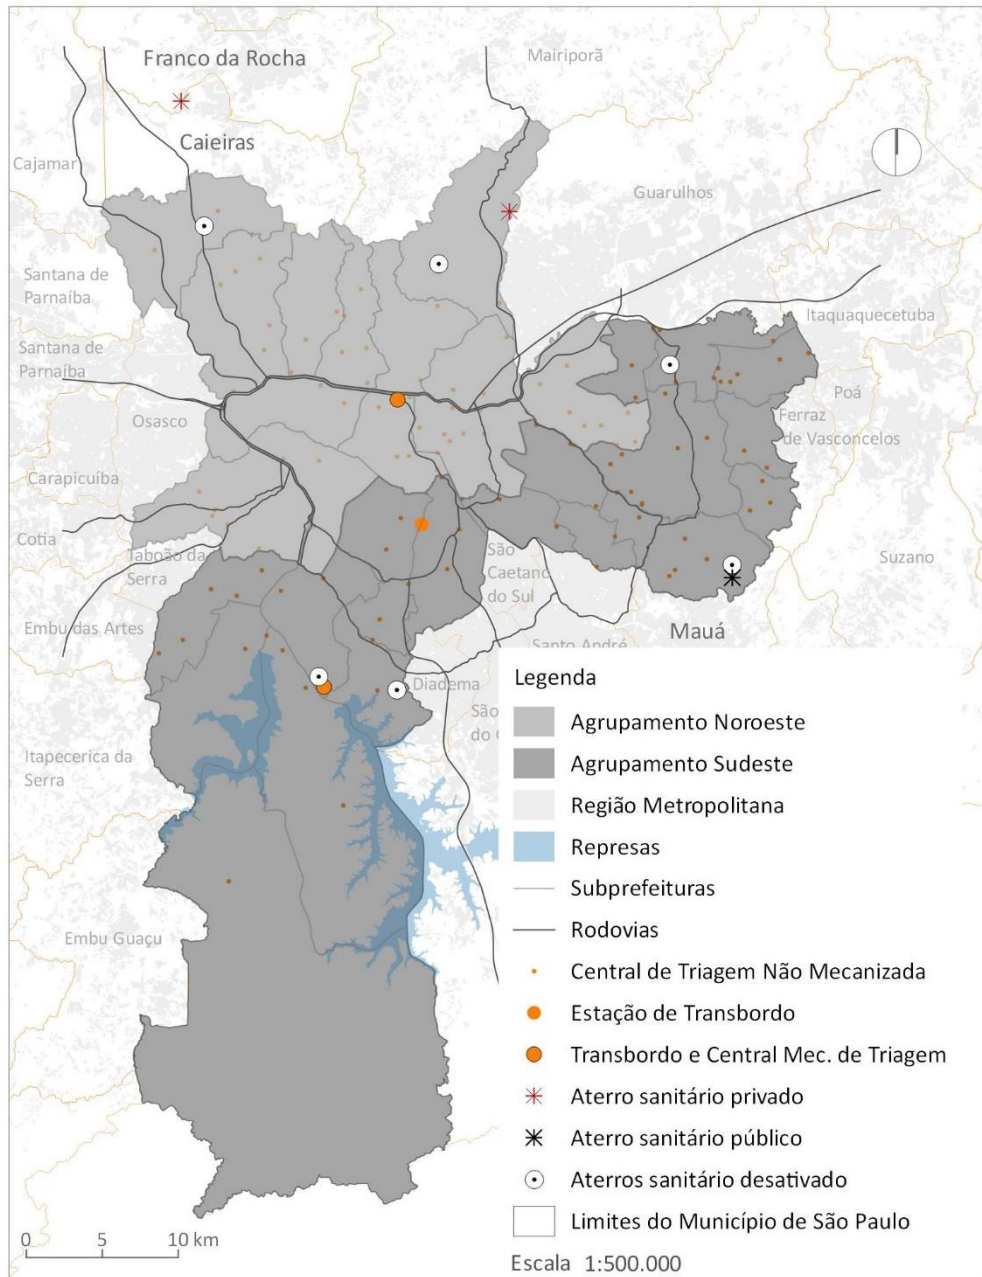 Franco da Rocha
Mairiporã
Caieiras
Cajamar
Guarulhos
Santana de
Parnaíba
Itaquaquecetuba
Santana de
Parnaíba
Poá
Osasco
Ferraz
de Vasconcelos
Carapicuíba
Cotia
Taboão da
Serra
São
Caetano
do Sul
Suzano
Embu das Artes
Mauá
Santo André
Diadema
São
do
Itapecerica da
Serra
Embu Guaçu
Legenda
Agrupamento Noroeste
Agrupamento Sudeste
Região Metropolitana
Represas
Subprefeituras
Rodovias
Central de Triagem Não Mecanizada
Estação de Transbordo
Transbordo e Central Mec. de Triagem
Aterro sanitário privado
Aterro sanitário público
Aterros sanitário desativado
Limites do Município de São Paulo
0 5 10 km
Escala 1:500.000